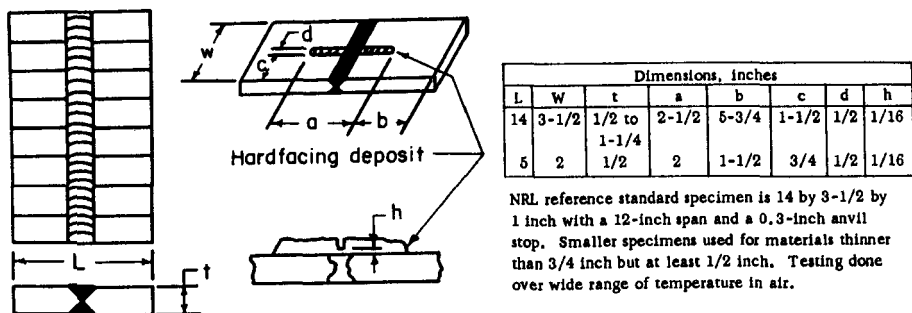 d
w
c
a
b
Hardfacing deposit
h
L
t
Dimensions, inches
L W t a b c d h
14 3-1/2 1/2 to 2-1/2 5-3/4 1-1/2 1/2 1/16
1-1/4
5 2 1/2 2 1-1/2 3/4 1/2 1/16
NRL reference standard specimen is 14 by 3-1/2 by
1 inch with a 12-inch span and a 0.3-inch anvil
stop. Smaller specimens used for materials thinner
than 3/4 inch but at least 1/2 inch. Testing done
over wide range of temperature in air.